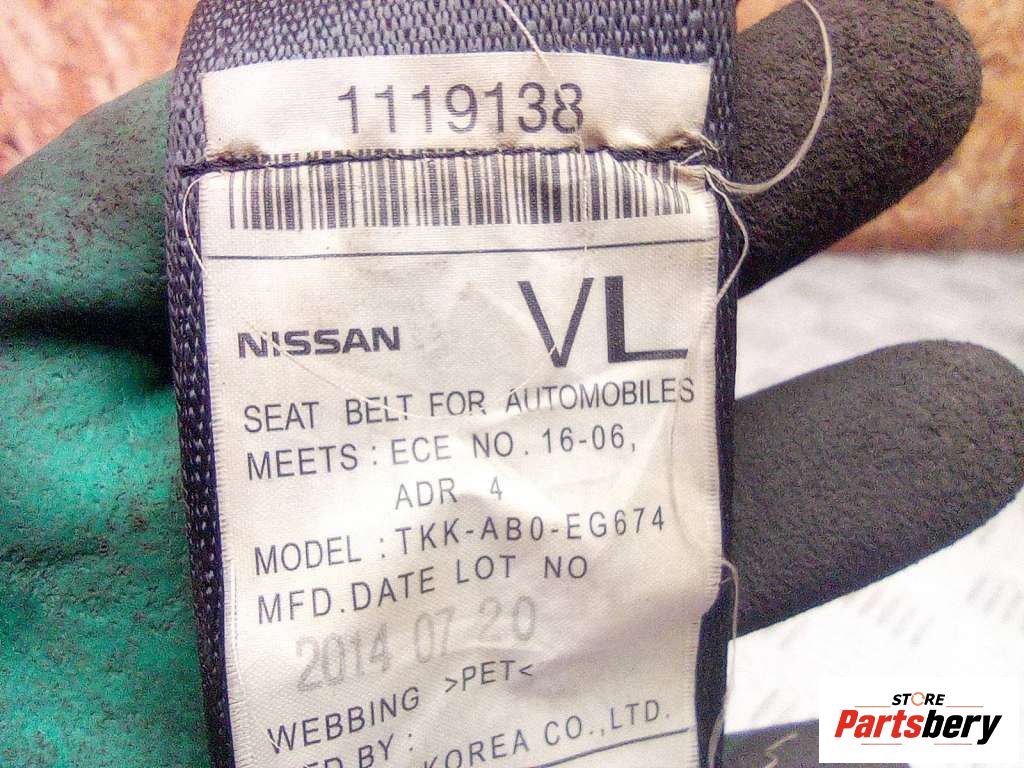 1119138
NISSAN VL
SEAT BELT FOR AUTOMOBILES
MEETS : ECE NO. 16-06,
ADR 4
MODEL : TKK-AB0-EG674
MFD.DATE LOT NO
2014 07 20
WEBBING >PET<
BY :
KOREA CO.,LTD.
STORE
Partsbery